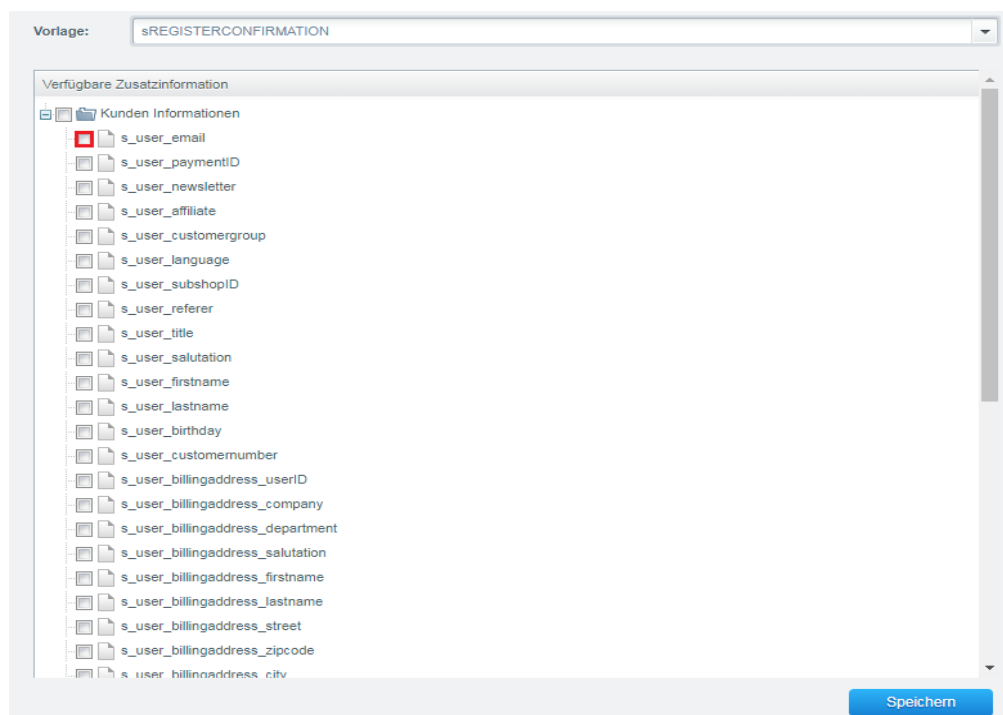 Vorlage: sREGISTERCONFIRMATION
Verfügbare Zusatzinformation
Kunden Informationen
s_user_email
s_user_paymentID
s_user_newsletter
s_user_affiliate
s_user_customergroup
s_user_language
s_user_subshopID
s_user_referer
s_user_title
s_user_salutation
s_user_firstname
s_user_lastname
s_user_birthday
s_user_customernumber
s_user_billingaddress_userID
s_user_billingaddress_company
s_user_billingaddress_department
s_user_billingaddress_salutation
s_user_billingaddress_firstname
s_user_billingaddress_lastname
s_user_billingaddress_street
s_user_billingaddress_zipcode
s_user_billingaddress_city
Speichern